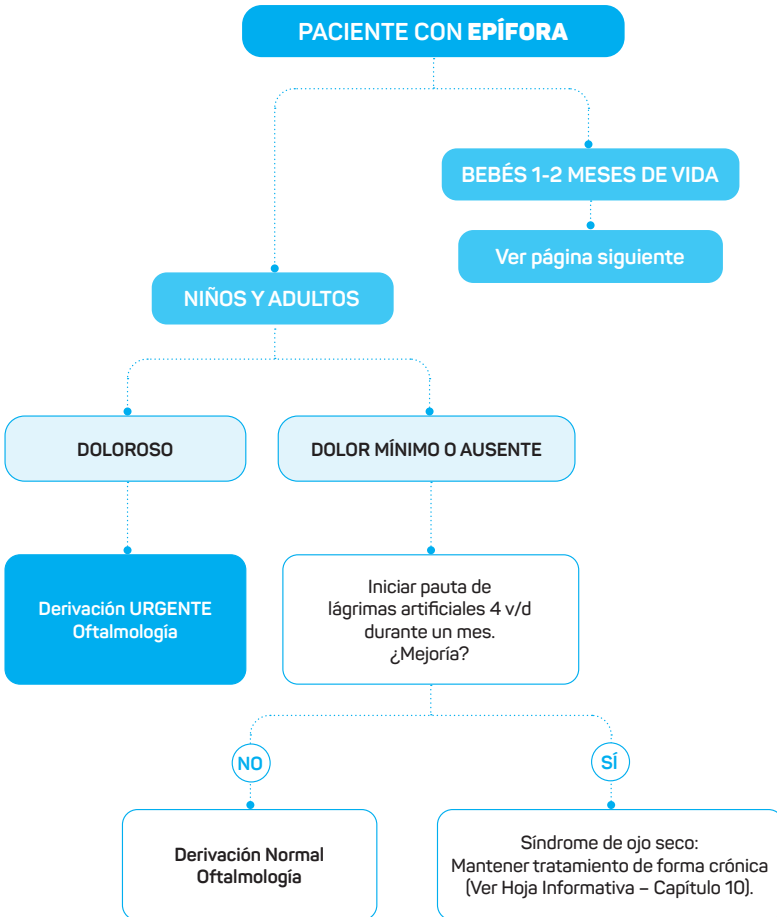 PACIENTE CON EPÍFORA
BEBÉS 1-2 MESES DE VIDA
Ver página siguiente
NIÑOS Y ADULTOS
DOLOROSO
DOLOR MÍNIMO O AUSENTE
Derivación URGENTE
Oftalmología
Iniciar pauta de
lágrimas artificiales 4 v/d
durante un mes.
¿Mejoría?
NO
SÍ
Derivación Normal
Oftalmología
Síndrome de ojo seco:
Mantener tratamiento de forma crónica
(Ver Hoja Informativa – Capítulo 10).